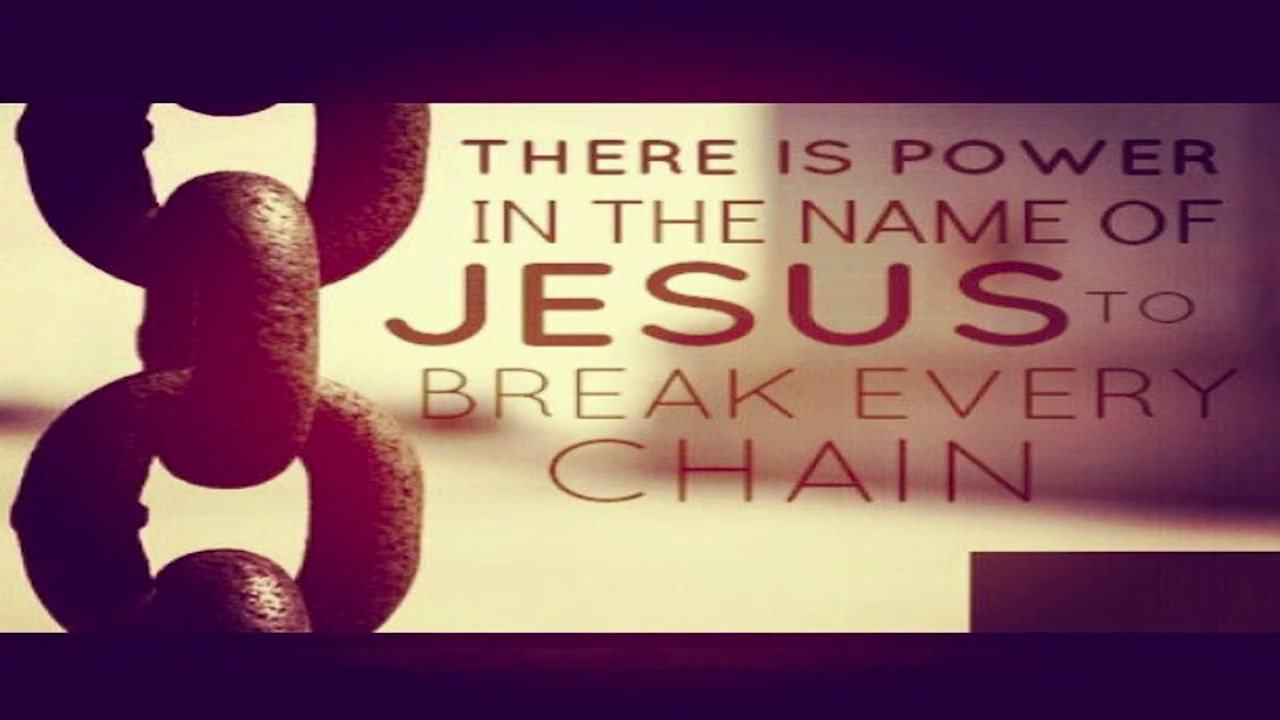 THERE IS POWER
IN THE NAME OF
JESUS TO
BREAK EVERY
CHAIN